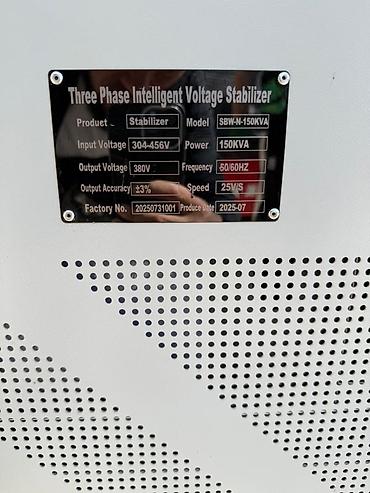 Three Phase Intelligent Voltage Stabilizer
Product Stabilizer Model SBW-N-150KVA
Input Voltage 304-456V Power 150KVA
Output Voltage 380V Frequency 50/60HZ
Output Accuracy ±3% Speed 25V/S
Factory No. 20250731001 Produce Date 2025-07